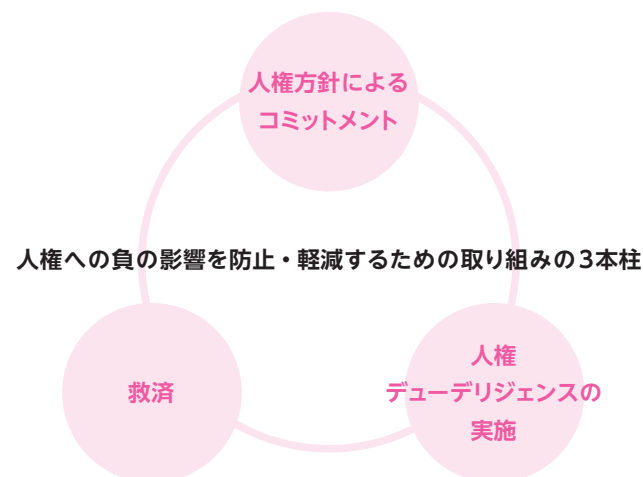 人権方針による
コミットメント
人権への負の影響を防止・軽減するための取り組みの3本柱
救済
人権
デューデリジェンスの
実施